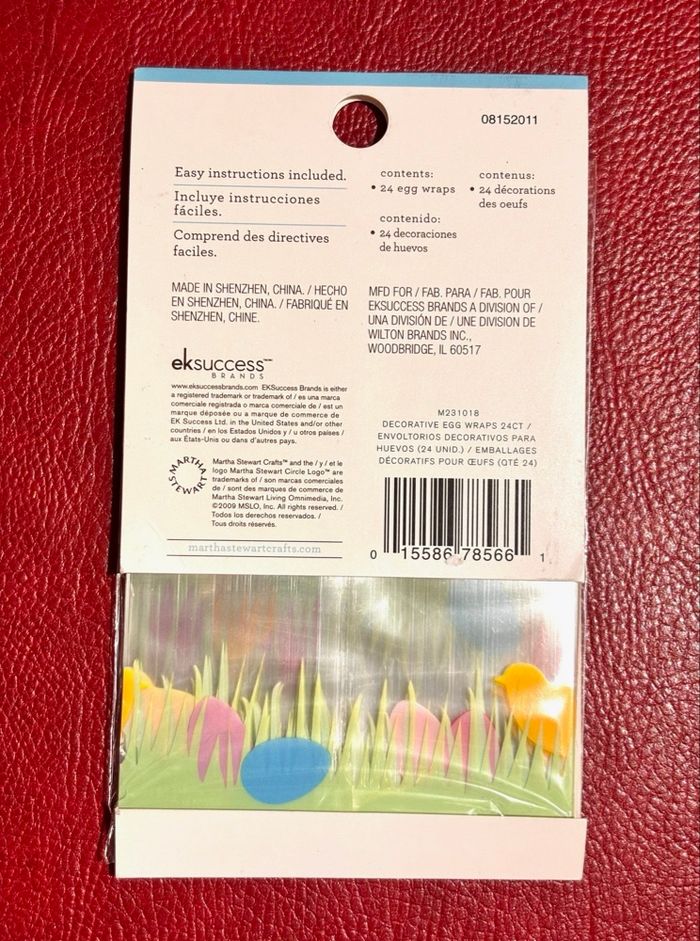 08152011
Easy instructions included.
Incluye instrucciones
fáciles.
Comprend des directives
faciles.
contents:
• 24 egg wraps
contenido:
• 24 decoraciones
de huevos
contenus:
• 24 décorations
des oeufs
MADE IN SHENZHEN, CHINA. / HECHO
EN SHENZHEN, CHINA. / FABRIQUÉ EN
SHENZHEN, CHINE.
MFD FOR / FAB. PARA / FAB. POUR
EKSUCCESS BRANDS A DIVISION OF /
UNA DIVISIÓN DE / UNE DIVISION DE
WILTON BRANDS INC.,
WOODBRIDGE, IL 60517
eksuccess™
BRANDS
www.eksuccessbrands.com EKSuccess Brands is either
a registered trademark or trademark of / es una marca
comerciale registrada o marca comerciale de / est un
marque déposée ou a marque de commerce de
EK Success Ltd. in the United States and/or other
countries / en los Estados Unidos y / u otros países /
aux États-Unis ou dans d'autres pays.
MARTHA
STEWART
Martha Stewart Crafts™ and the / y / et le
logo Martha Stewart Circle Logo™ are
trademarks of / son marcas comerciales
de / sont des marques de commerce de
Martha Stewart Living Omnimedia, Inc.
©2009 MSLO, Inc. All rights reserved. /
Todos los derechos reservados. /
Tous droits réservés.
marthastewartcrafts.com
M231018
DECORATIVE EGG WRAPS 24CT /
ENVOLTORIOS DECORATIVOS PARA
HUEVOS (24 UNID.) / EMBALLAGES
DÉCORATIFS POUR ŒUFS (QTÉ 24)
0 15586 78566 1